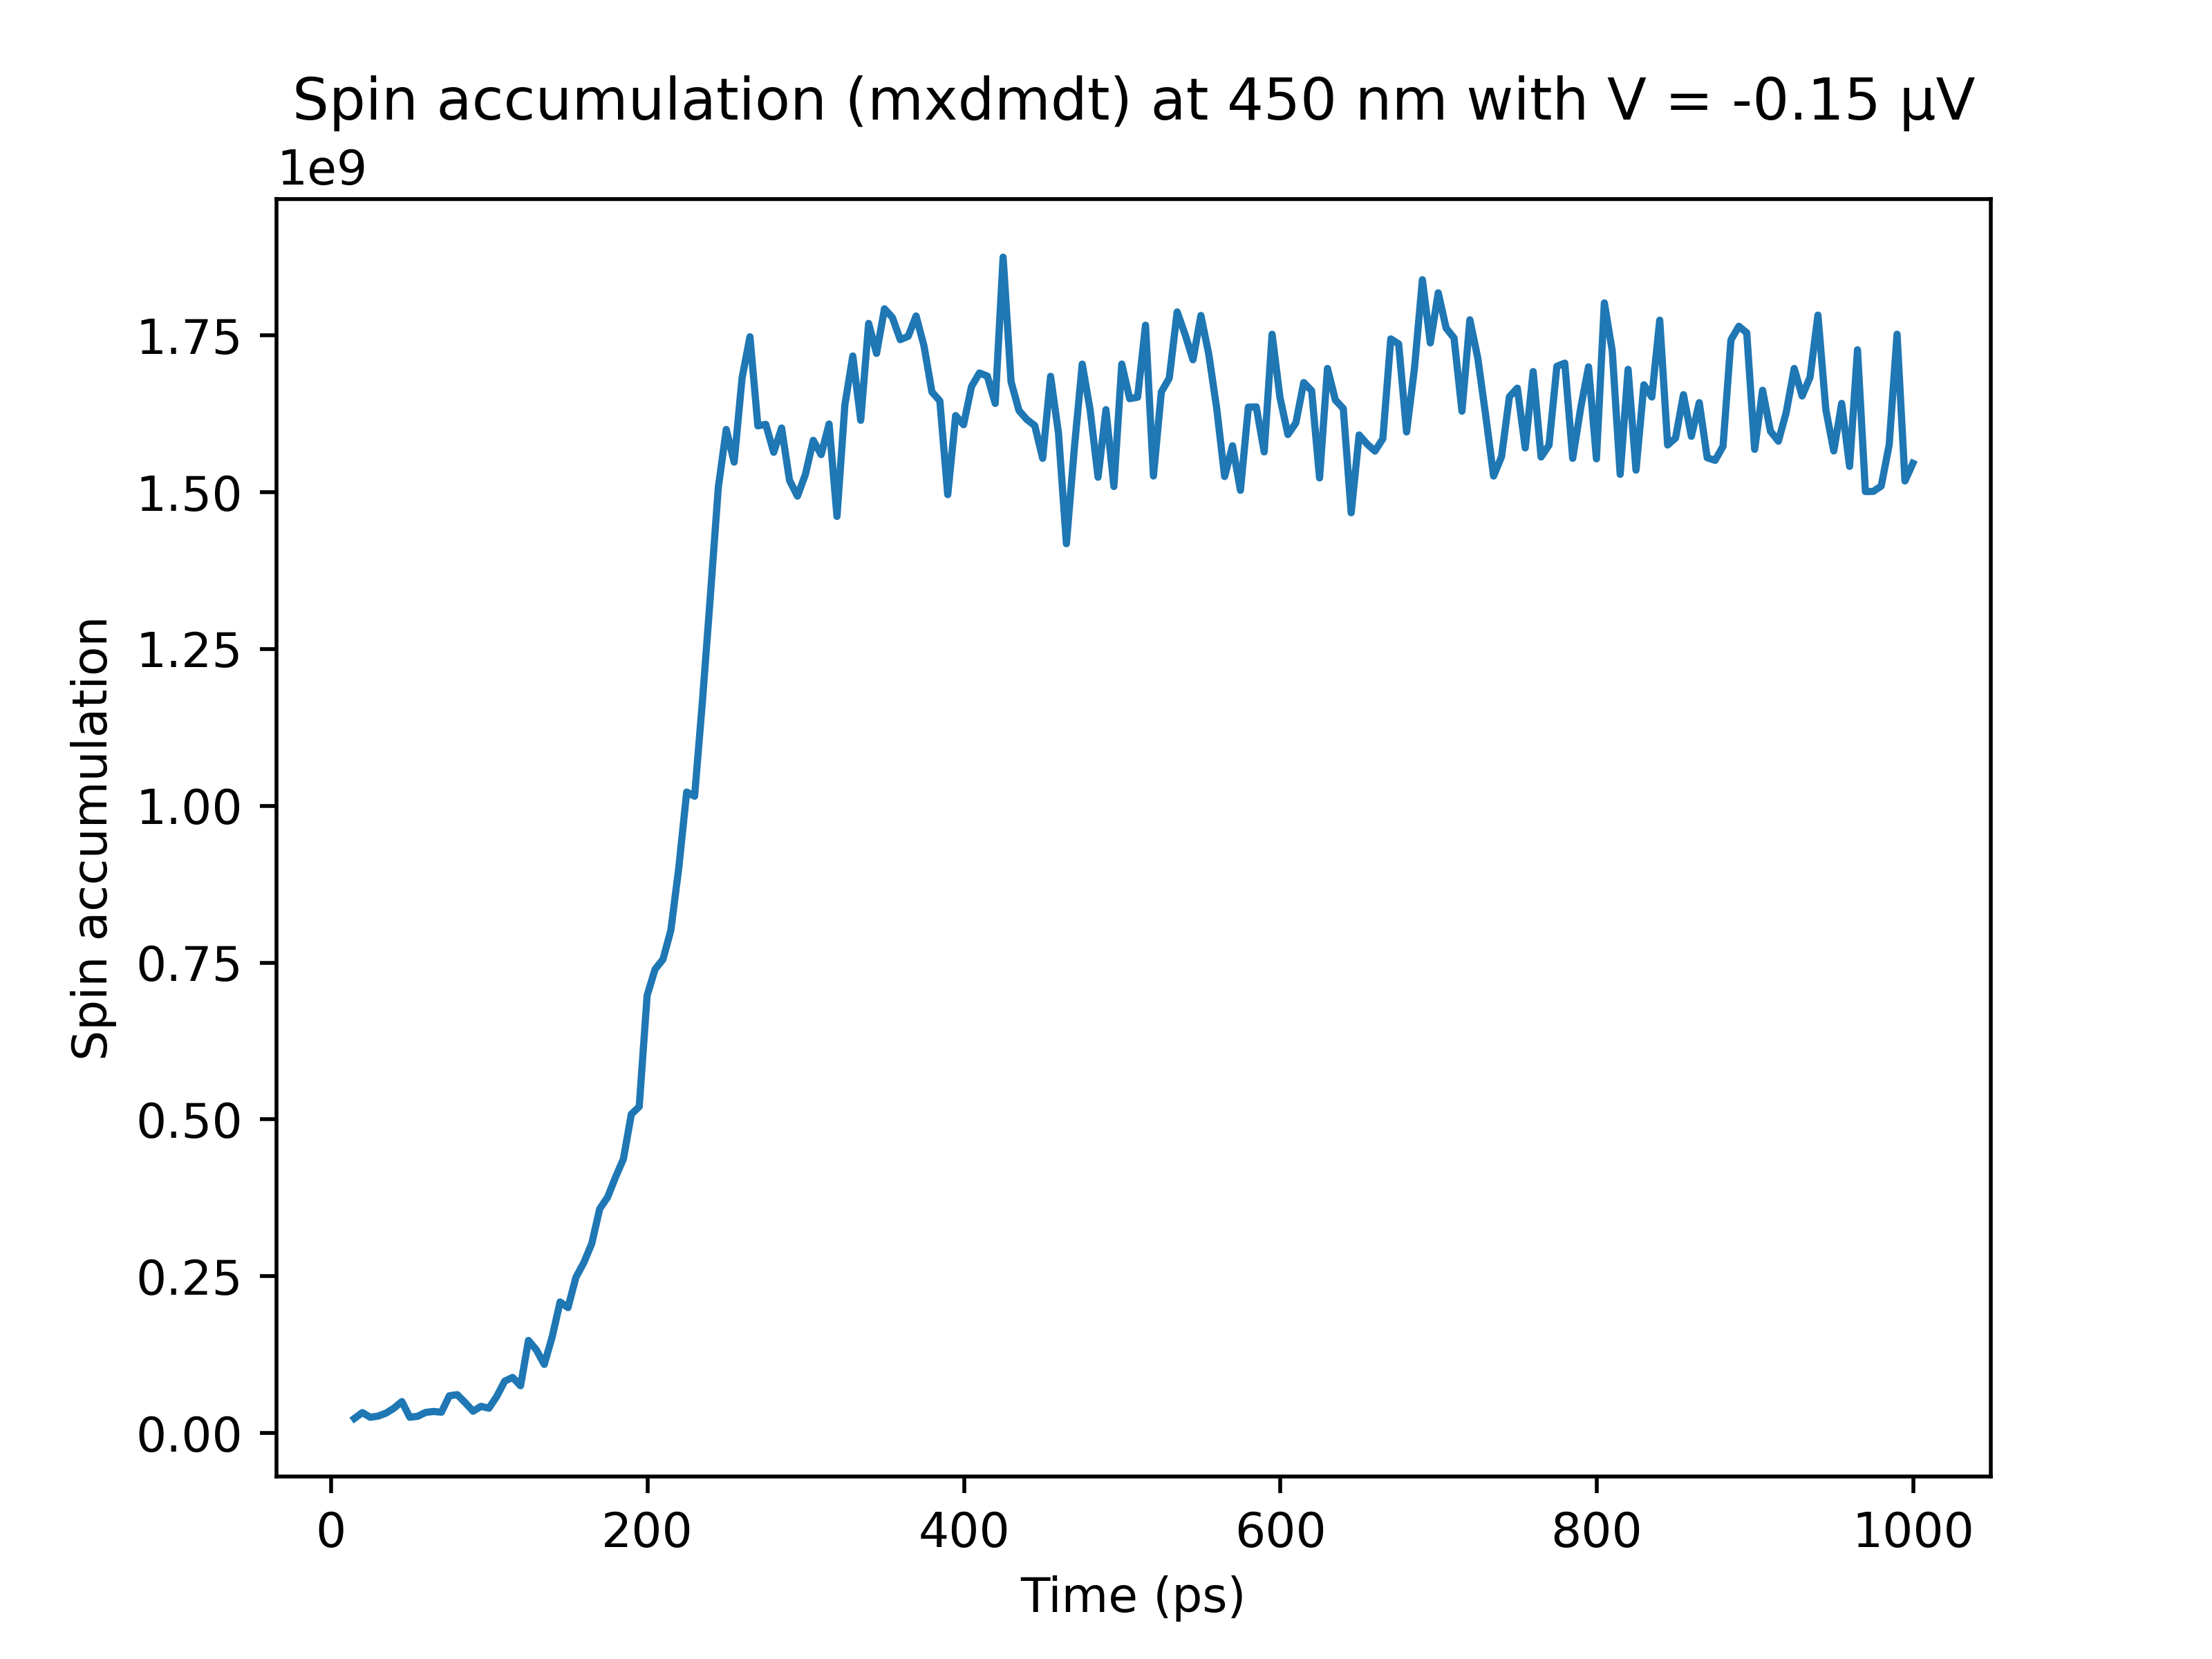 Spin accumulation (mxdmdt) at 450 nm with V = -0.15 µV
1e9
1.75
1.50
1.25
1.00
0.75
0.50
0.25
0.00
Spin accumulation
0 200 400 600 800 1000
Time (ps)